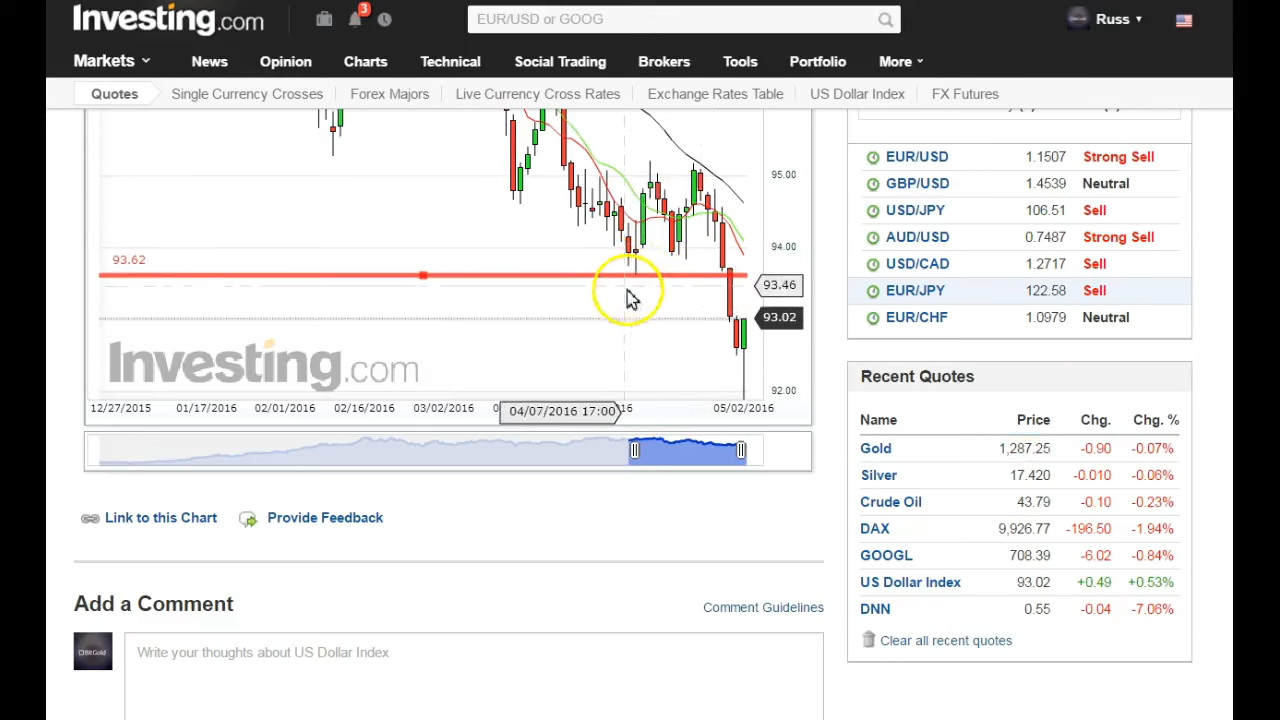 Investing.com
3
EUR/USD or GOOG
Russ
Markets News Opinion Charts Technical Social Trading Brokers Tools Portfolio More
Quotes Single Currency Crosses Forex Majors Live Currency Cross Rates Exchange Rates Table US Dollar Index FX Futures
95.00
94.00
93.62
93.46
93.02
92.00
Investing.com
12/27/2015 01/17/2016 02/01/2016 02/16/2016 03/02/2016 04/07/2016 17:00 05/02/2016
Link to this Chart Provide Feedback
Add a Comment
Comment Guidelines
BitGold
Write your thoughts about US Dollar Index
EUR/USD 1.1507 Strong Sell
GBP/USD 1.4539 Neutral
USD/JPY 106.51 Sell
AUD/USD 0.7487 Strong Sell
USD/CAD 1.2717 Sell
EUR/JPY 122.58 Sell
EUR/CHF 1.0979 Neutral
Recent Quotes
Name Price Chg. Chg. %
Gold 1,287.25 -0.90 -0.07%
Silver 17.420 -0.010 -0.06%
Crude Oil 43.79 -0.10 -0.23%
DAX 9,926.77 -196.50 -1.94%
GOOGL 708.39 -6.02 -0.84%
US Dollar Index 93.02 +0.49 +0.53%
DNN 0.55 -0.04 -7.06%
Clear all recent quotes